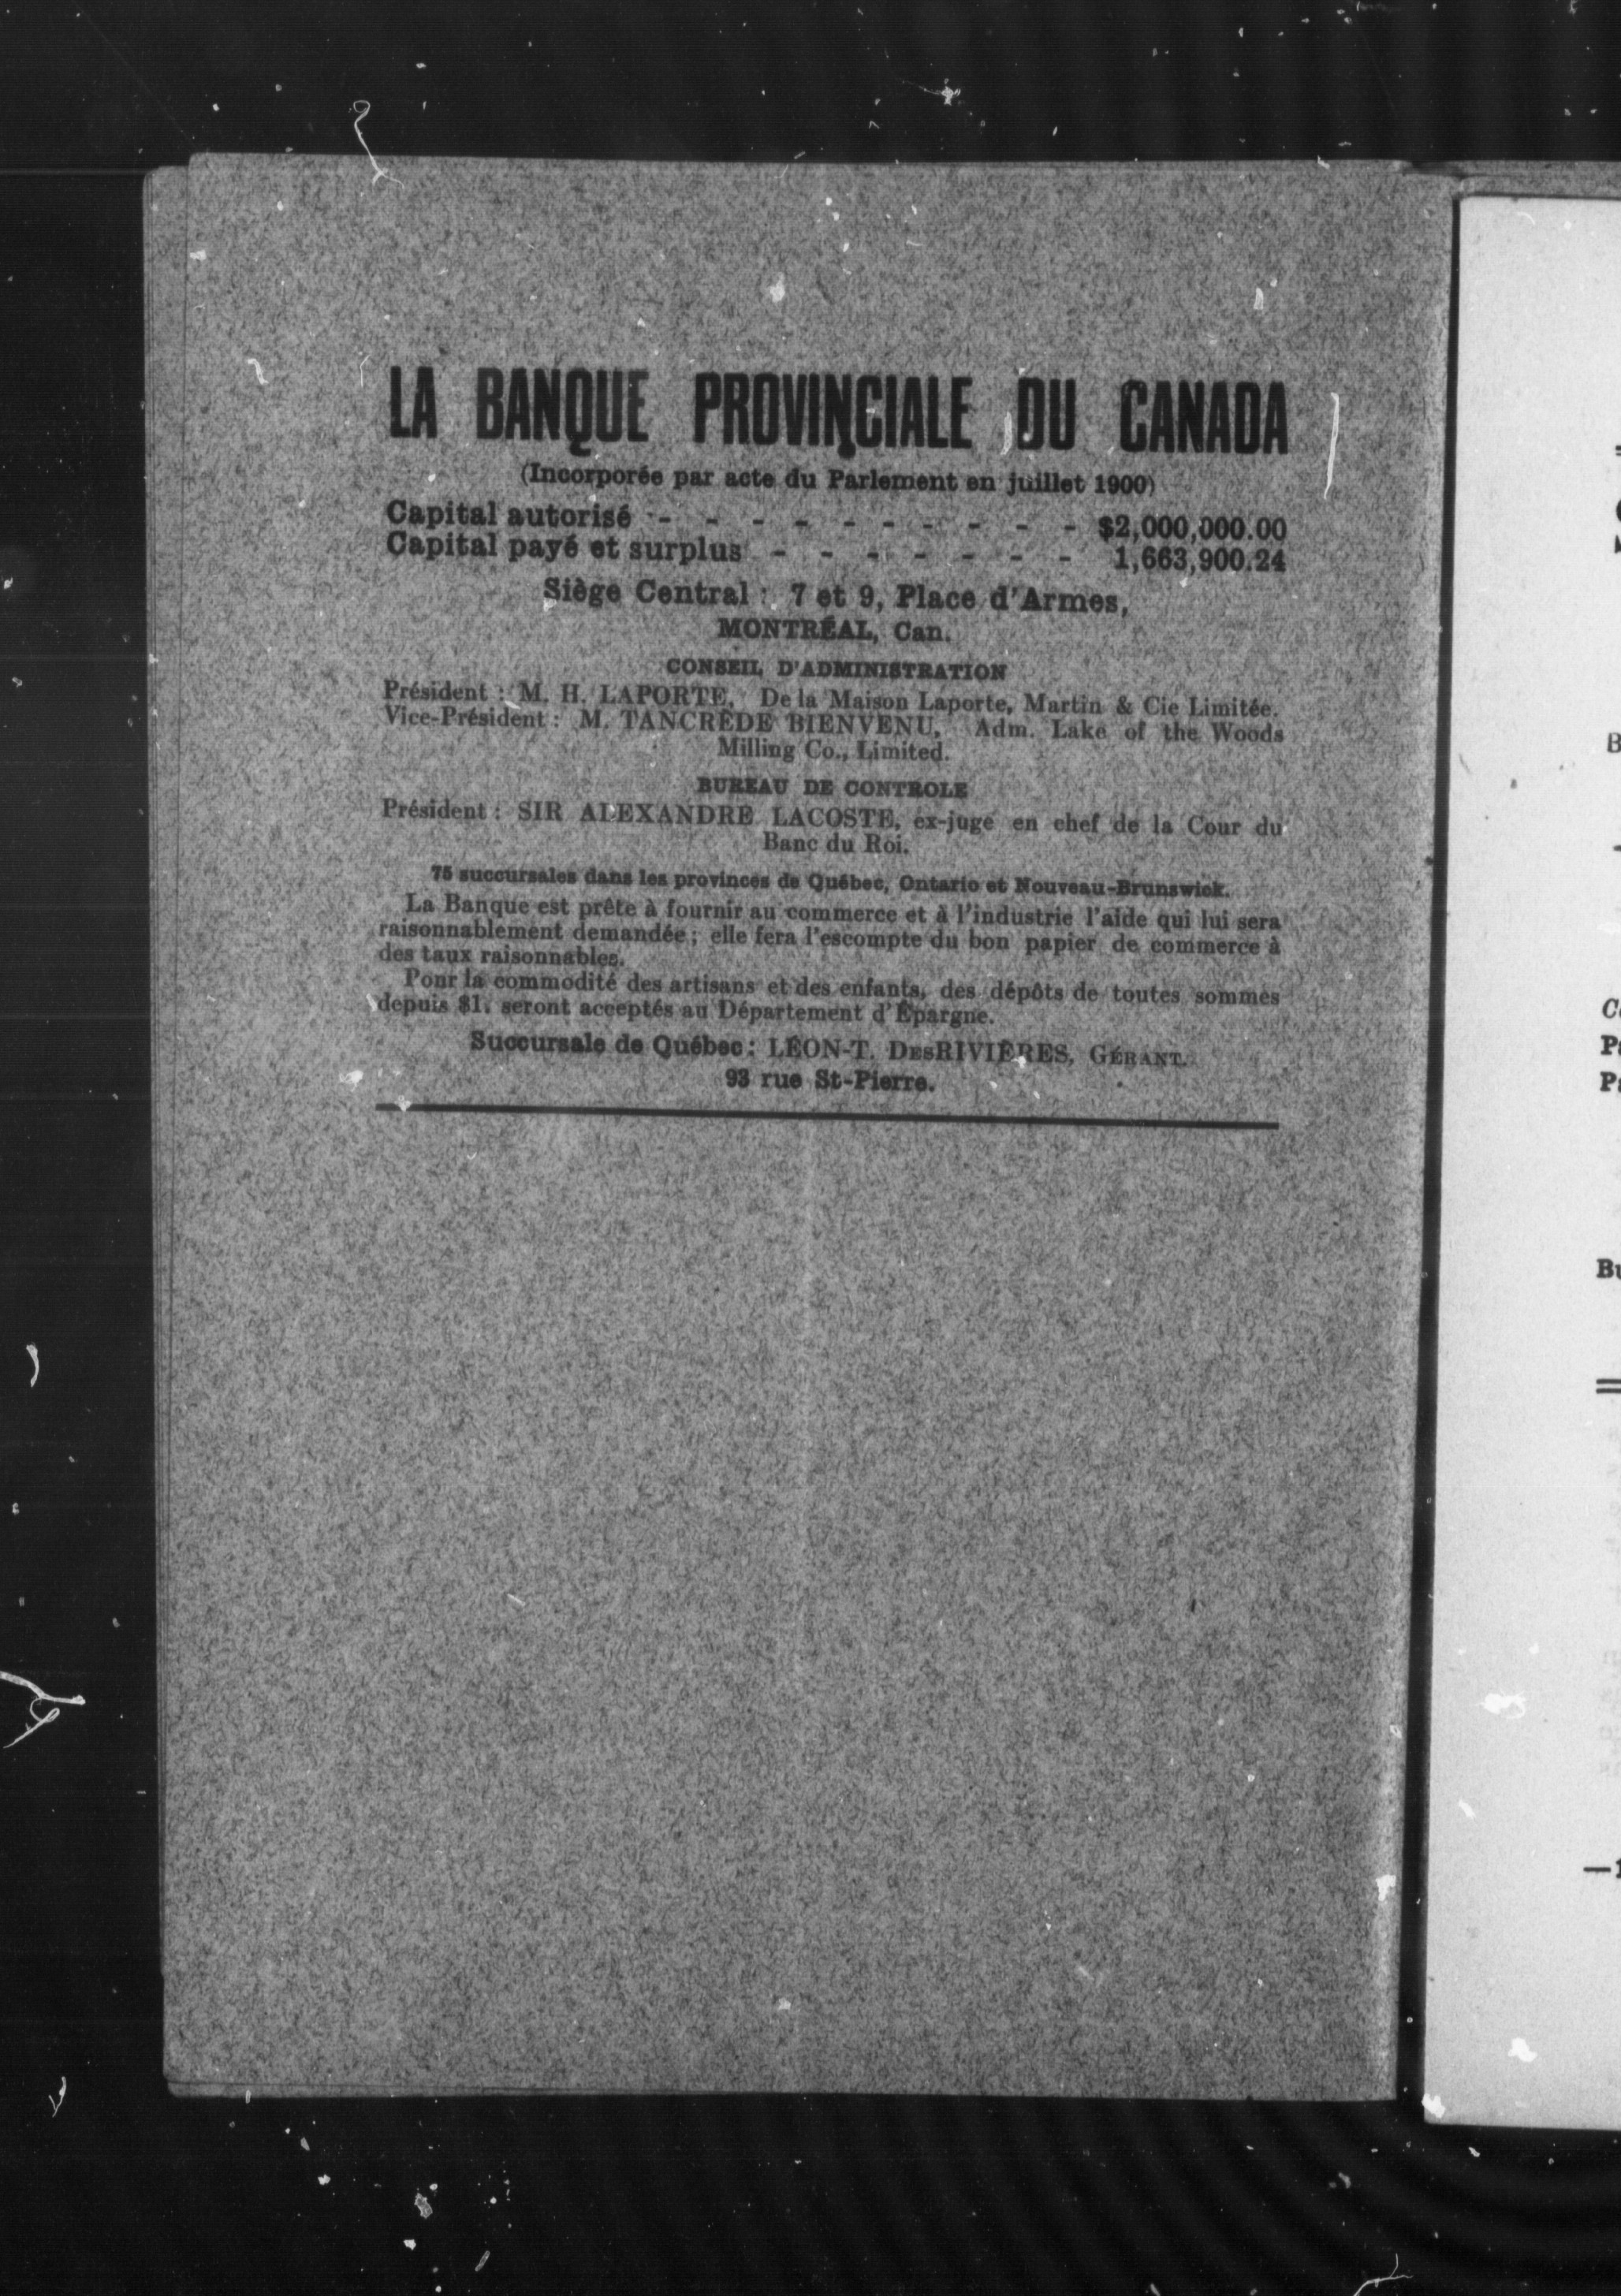 LA BANQUE PROVINCIALE DU CANADA
(Incorporée par acte du Parlement en juillet 1900)
Capital autorisé - - - - - - - - - - $2,000,000.00
Capital payé et surplus - - - - - - - 1,663,900.24
Siège Central : 7 et 9, Place d'Armes,
MONTRÉAL, Can.
CONSEIL D'ADMINISTRATION
Président : M. H. LAPORTE, De la Maison Laporte, Martin & Cie Limitée.
Vice-Président : M. TANCRÈDE BIENVENU, Adm. Lake of the Woods
Milling Co., Limited.
BUREAU DE CONTROLE
Président : SIR ALEXANDRE LACOSTE, ex-juge en chef de la Cour du
Banc du Roi.
75 succursales dans les provinces de Québec, Ontario et Nouveau-Brunswick.
La Banque est prête à fournir au commerce et à l'industrie l'aide qui lui sera
raisonnablement demandée ; elle fera l'escompte du bon papier de commerce à
des taux raisonnables.
Pour la commodité des artisans et des enfants, des dépôts de toutes sommes
depuis $1. seront acceptés au Département d'Épargne.
Succursale de Québec : LÉON-T. DESRIVIÈRES, GÉRANT.
93 rue St-Pierre.